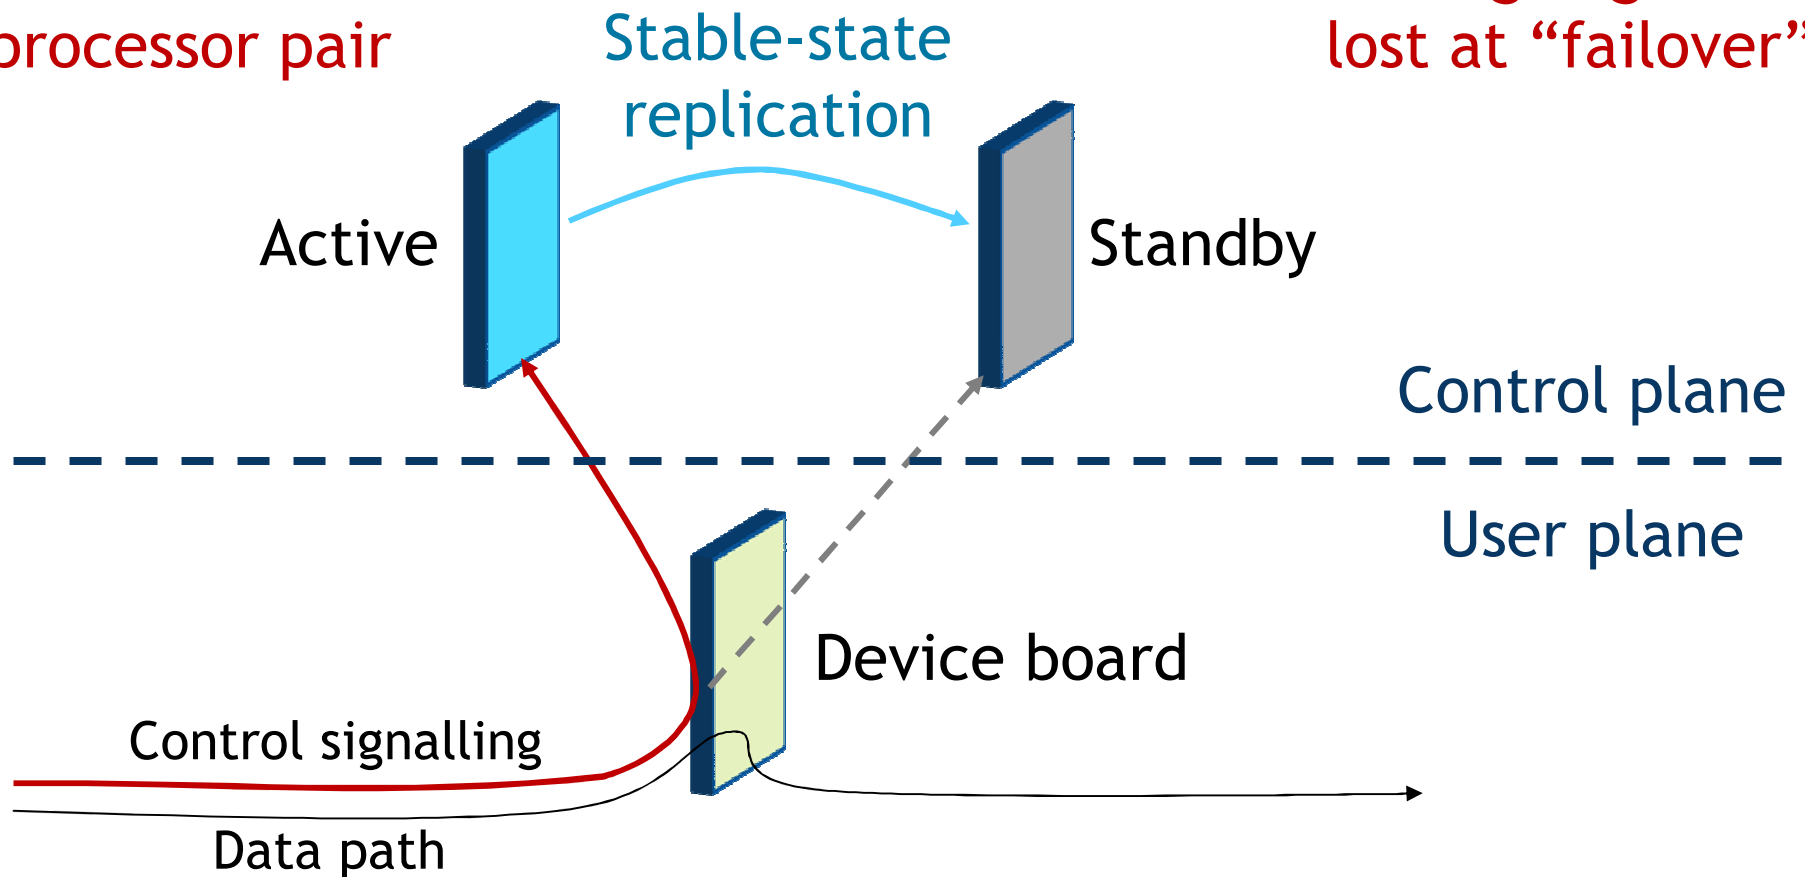 processor pair
Stable-state
replication
lost at “failover”
Active
Standby
Control plane
User plane
Device board
Control signalling
Data path